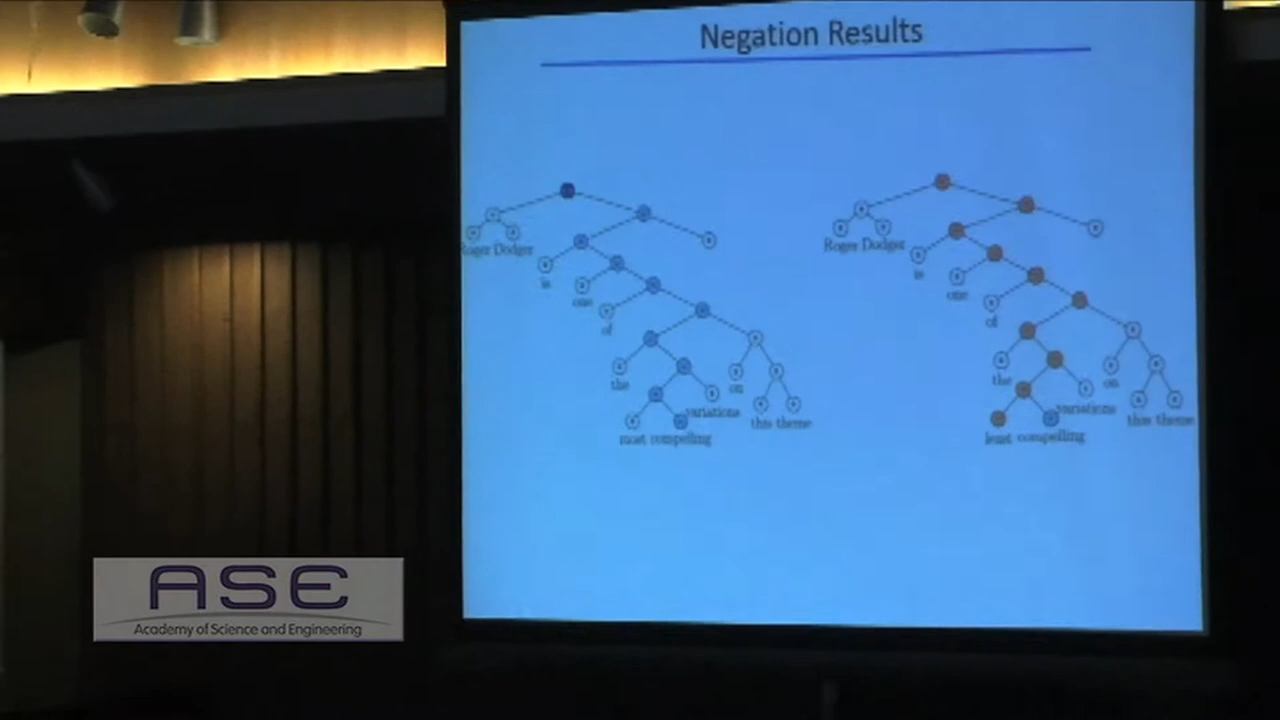 Negation Results
Roger Dodger
is
one
of
the
on
variations
this theme
most compelling
Roger Dodger
is
one
of
the
on
variations
this theme
least compelling
ASE
Academy of Science and Engineering